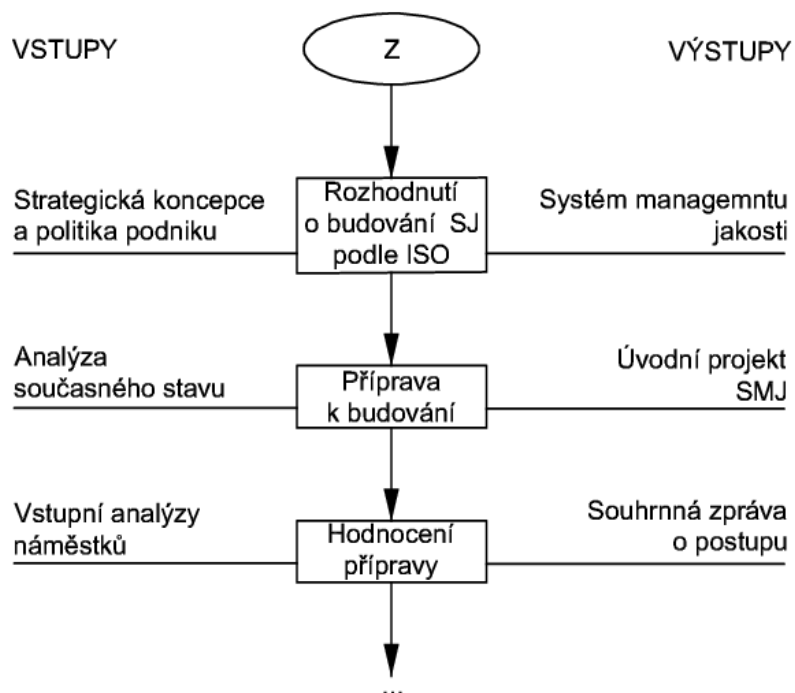 VSTUPY
Z
VÝSTUPY
Strategická koncepce
a politika podniku
Rozhodnutí
o budování SJ
podle ISO
Systém managemntu
jakosti
Analýza
současného stavu
Příprava
k budování
Úvodní projekt
SMJ
Vstupní analýzy
náměstků
Hodnocení
přípravy
Souhrnná zpráva
o postupu
...